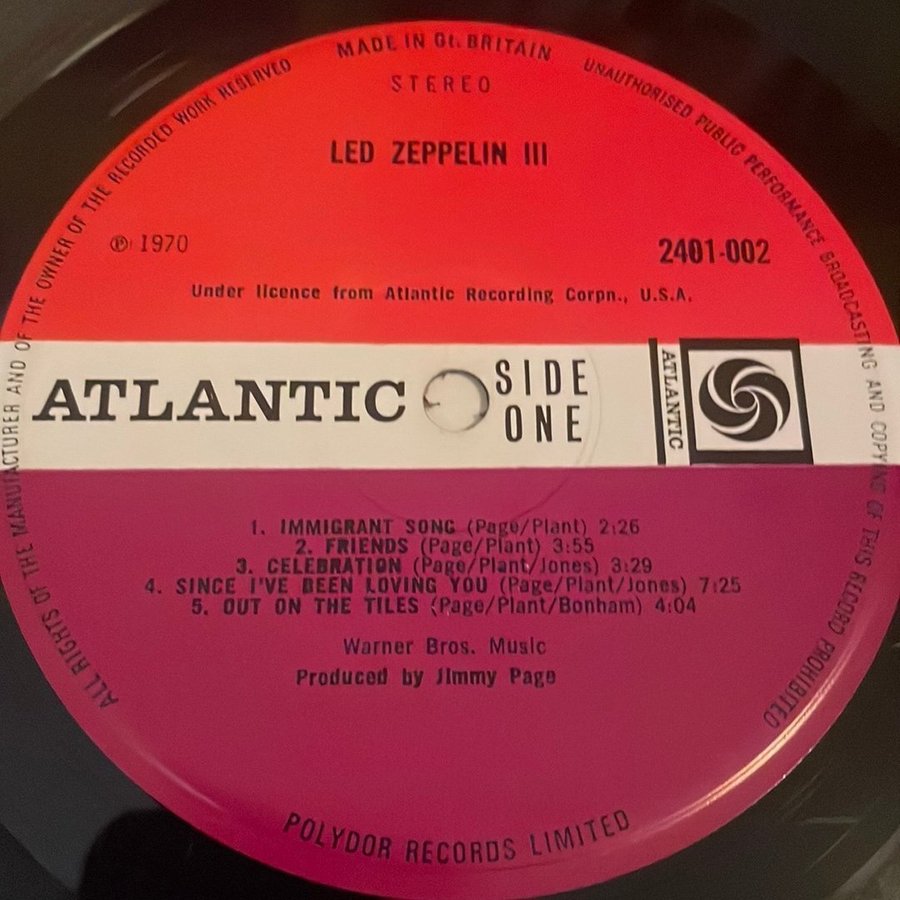 MADE IN Gt. BRITAIN
UNAUTHORISED PUBLIC PERFORMANCE BROADCASTING AND COPYING OF THIS RECORD PROHIBITED
ALL RIGHTS OF THE MANUFACTURER AND OF THE OWNER OF THE RECORDED WORK RESERVED
STEREO
LED ZEPPELIN III
℗ 1970
2401-002
Under licence from Atlantic Recording Corpn., U.S.A.
ATLANTIC
SIDE
ONE
ATLANTIC
1. IMMIGRANT SONG (Page/Plant) 2:26
2. FRIENDS (Page/Plant) 3:55
3. CELEBRATION (Page/Plant/Jones) 3:29
4. SINCE I'VE BEEN LOVING YOU (Page/Plant/Jones) 7:25
5. OUT ON THE TILES (Page/Plant/Bonham) 4:04
Warner Bros. Music
Produced by Jimmy Page
POLYDOR RECORDS LIMITED